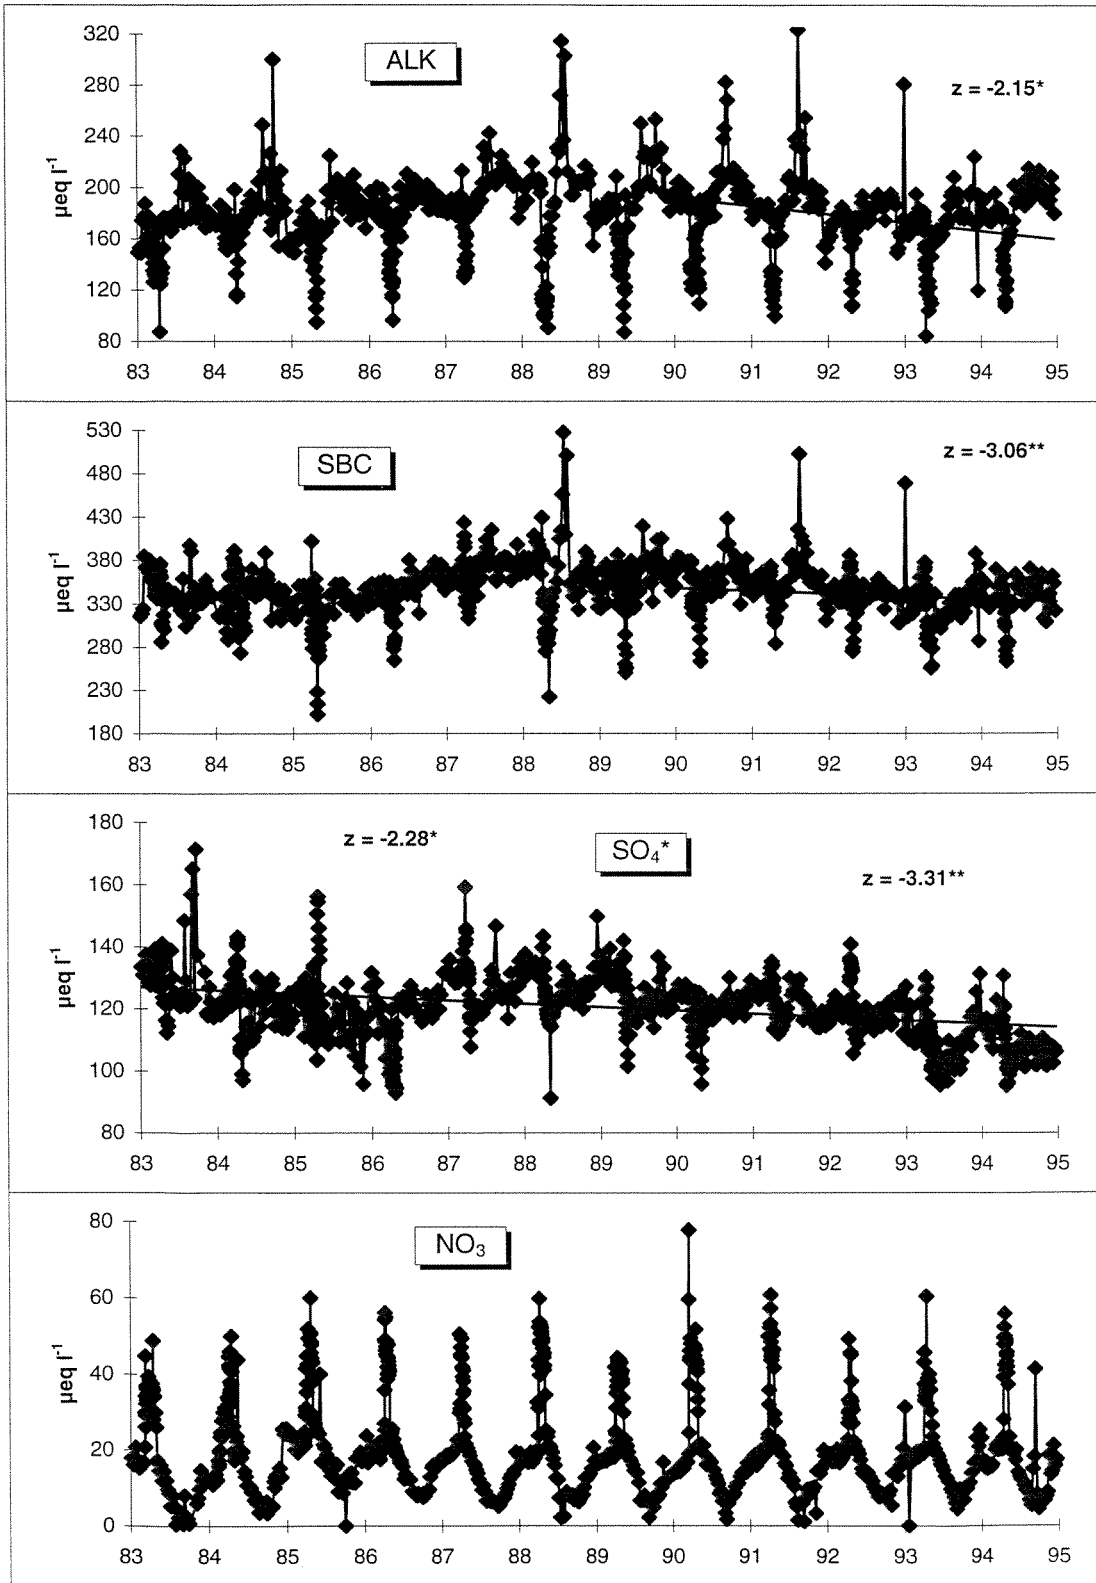 ALK
z = -2.15*
µeq l⁻¹
320
280
240
200
160
120
80
83 84 85 86 87 88 89 90 91 92 93 94 95
SBC
z = -3.06**
µeq l⁻¹
530
480
430
380
330
280
230
180
83 84 85 86 87 88 89 90 91 92 93 94 95
z = -2.28*
SO₄*
z = -3.31**
µeq l⁻¹
180
160
140
120
100
80
83 84 85 86 87 88 89 90 91 92 93 94 95
NO₃
µeq l⁻¹
80
60
40
20
0
83 84 85 86 87 88 89 90 91 92 93 94 95